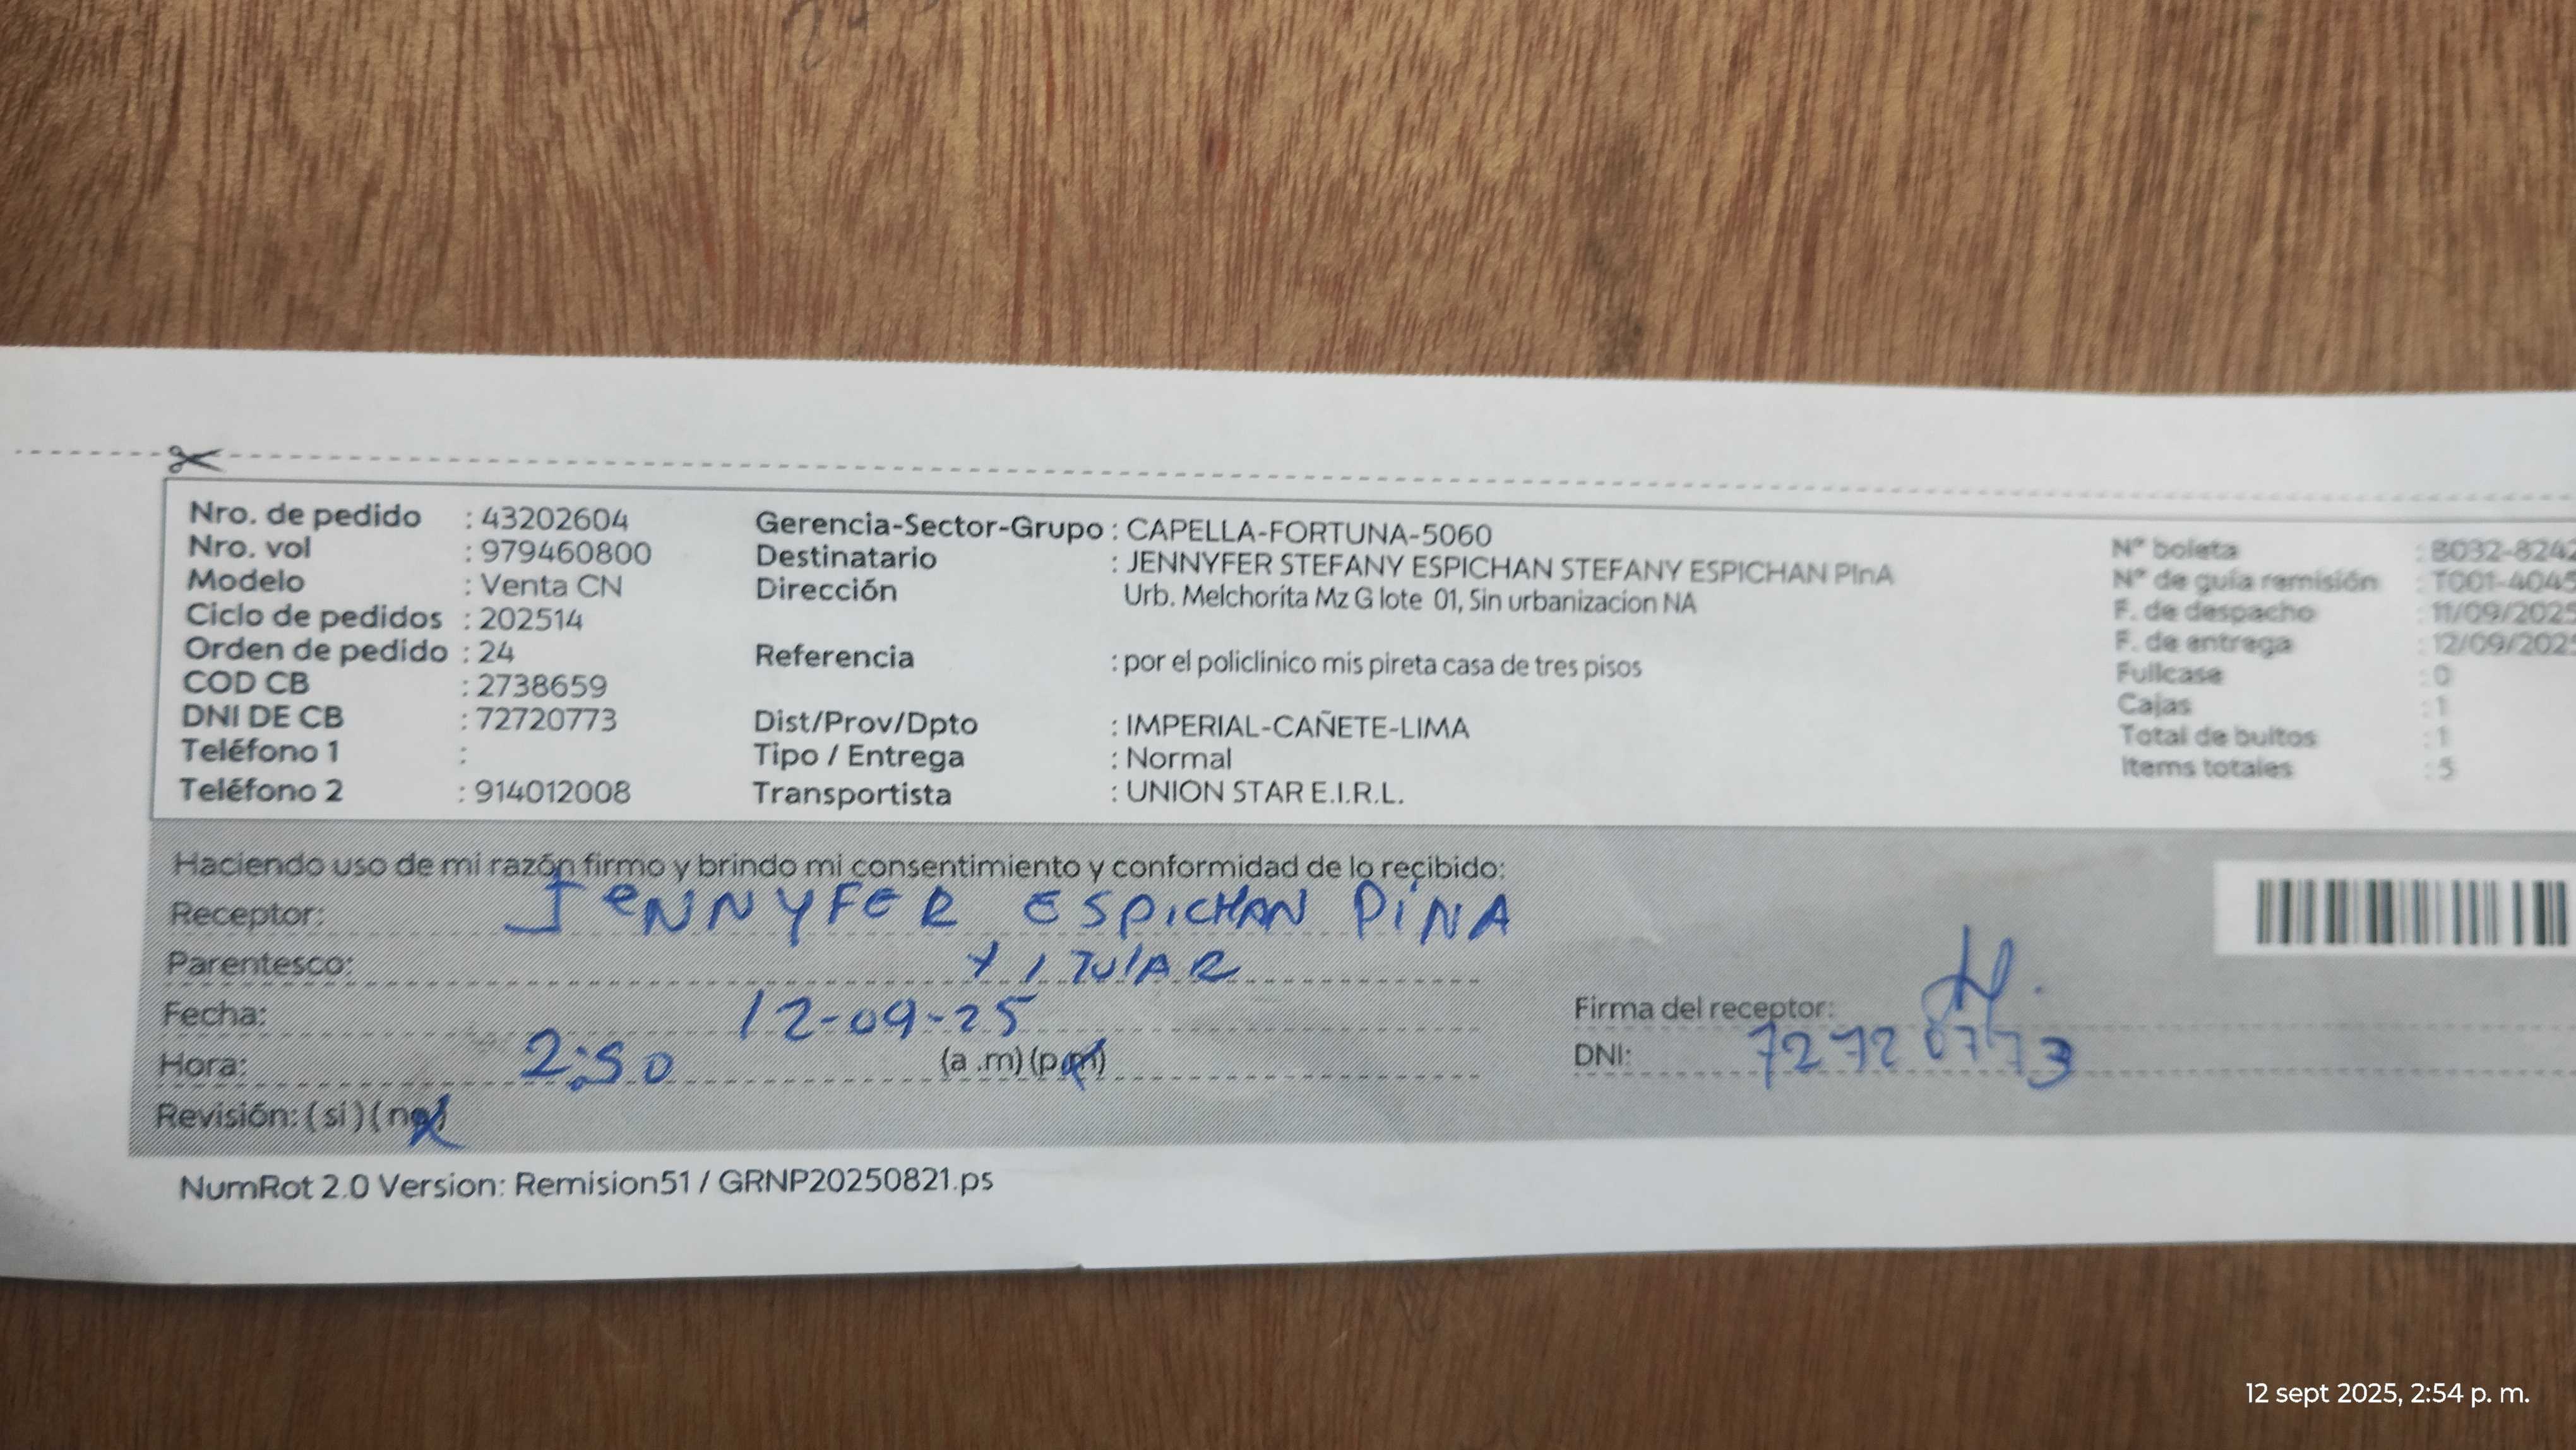 Nro. de pedido : 43202604
Nro. vol : 979460800
Modelo : Venta CN
Ciclo de pedidos : 202514
Orden de pedido : 24
COD CB : 2738659
DNI DE CB : 72720773
Teléfono 1 :
Teléfono 2 : 914012008
Gerencia-Sector-Grupo : CAPELLA-FORTUNA-5060
Destinatario : JENNYFER STEFANY ESPICHAN STEFANY ESPICHAN PInA
Dirección Urb. Melchorita Mz G lote 01, Sin urbanizacion NA
Referencia : por el policlinico mis pireta casa de tres pisos
Dist/Prov/Dpto : IMPERIAL-CAÑETE-LIMA
Tipo / Entrega : Normal
Transportista : UNION STAR E.I.R.L.
N° boleta : B032-8242
N° de guía remisión : T001-4045
F. de despacho : 11/09/2025
F. de entrega : 12/09/2025
Fullcase : 0
Cajas : 1
Total de bultos : 1
Items totales : 5
Haciendo uso de mi razón firmo y brindo mi consentimiento y conformidad de lo recibido:
Receptor: JeNNYFER ESPICHAN PiNA
Parentesco: TITULAR
Fecha: 12-09-25
Hora: 2:50 (a .m) (p.m)
Revisión: ( si ) ( no )
Firma del receptor:
DNI: 72720773
NumRot 2.0 Version: Remision51 / GRNP20250821.ps
12 sept 2025, 2:54 p. m.